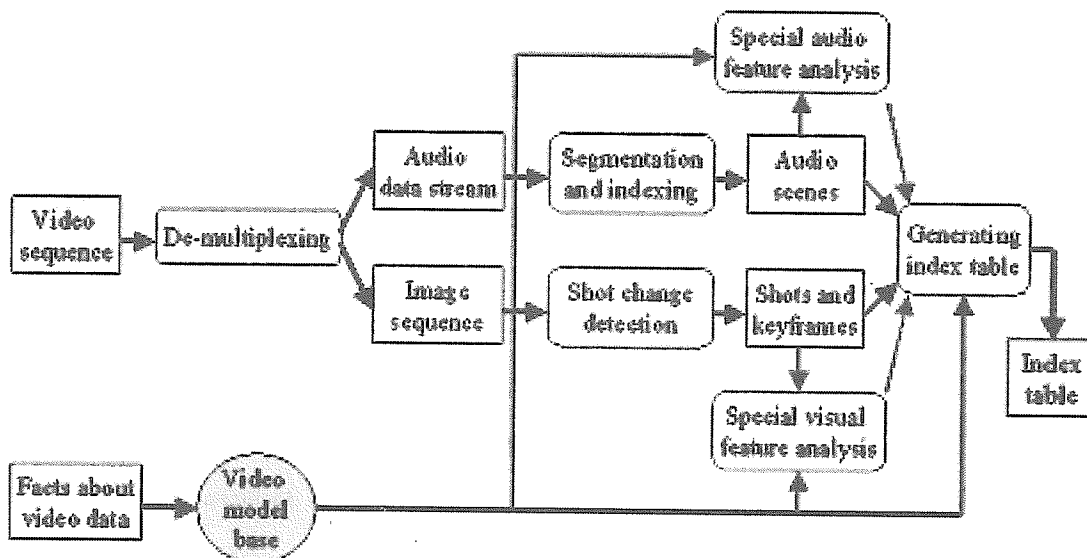 Special audio
feature analysis
Audio
data stream
Segmentation
and indexing
Audio
scenes
Video
sequence
De-multiplexing
Generating
index table
Image
sequence
Shot change
detection
Shots and
keyframes
Index
table
Special visual
feature analysis
Facts about
video data
Video
model
base